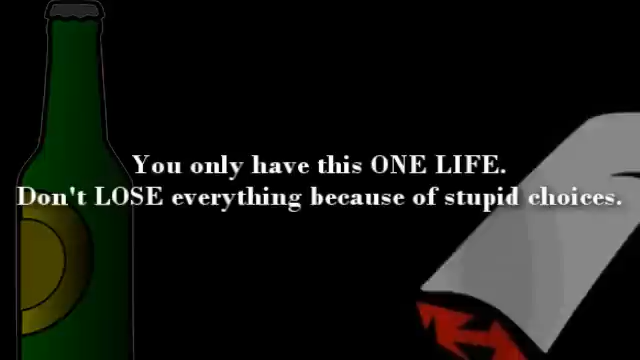 You only have this ONE LIFE.
Don't LOSE everything because of stupid choices.